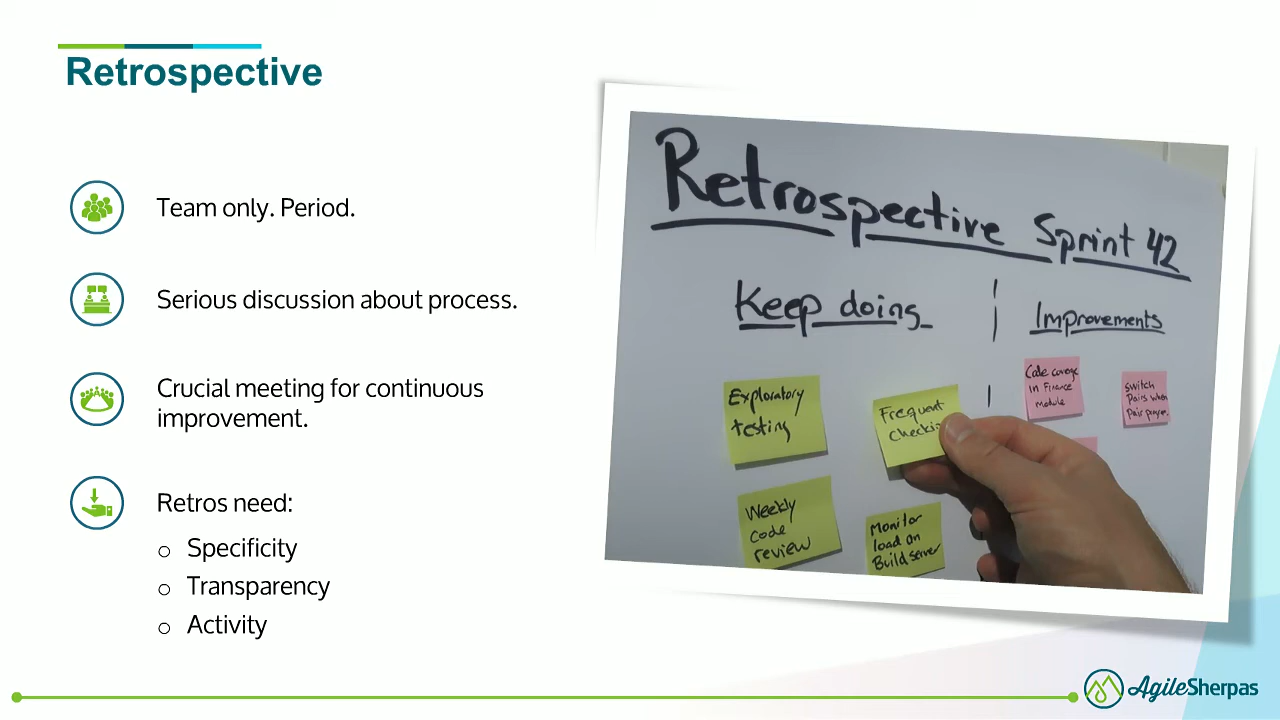 Retrospective
Team only. Period.
Serious discussion about process.
Crucial meeting for continuous
improvement.
Retros need:
Specificity
Transparency
Activity
Retrospective Sprint 42
Keep doing
Improvements
Exploratory
testing
Frequent
checki
Weekly
code
review
Monitor
load on
Build server
Code coverage
in Finance
module
Switch
Pairs when
Pair progr.
AgileSherpas